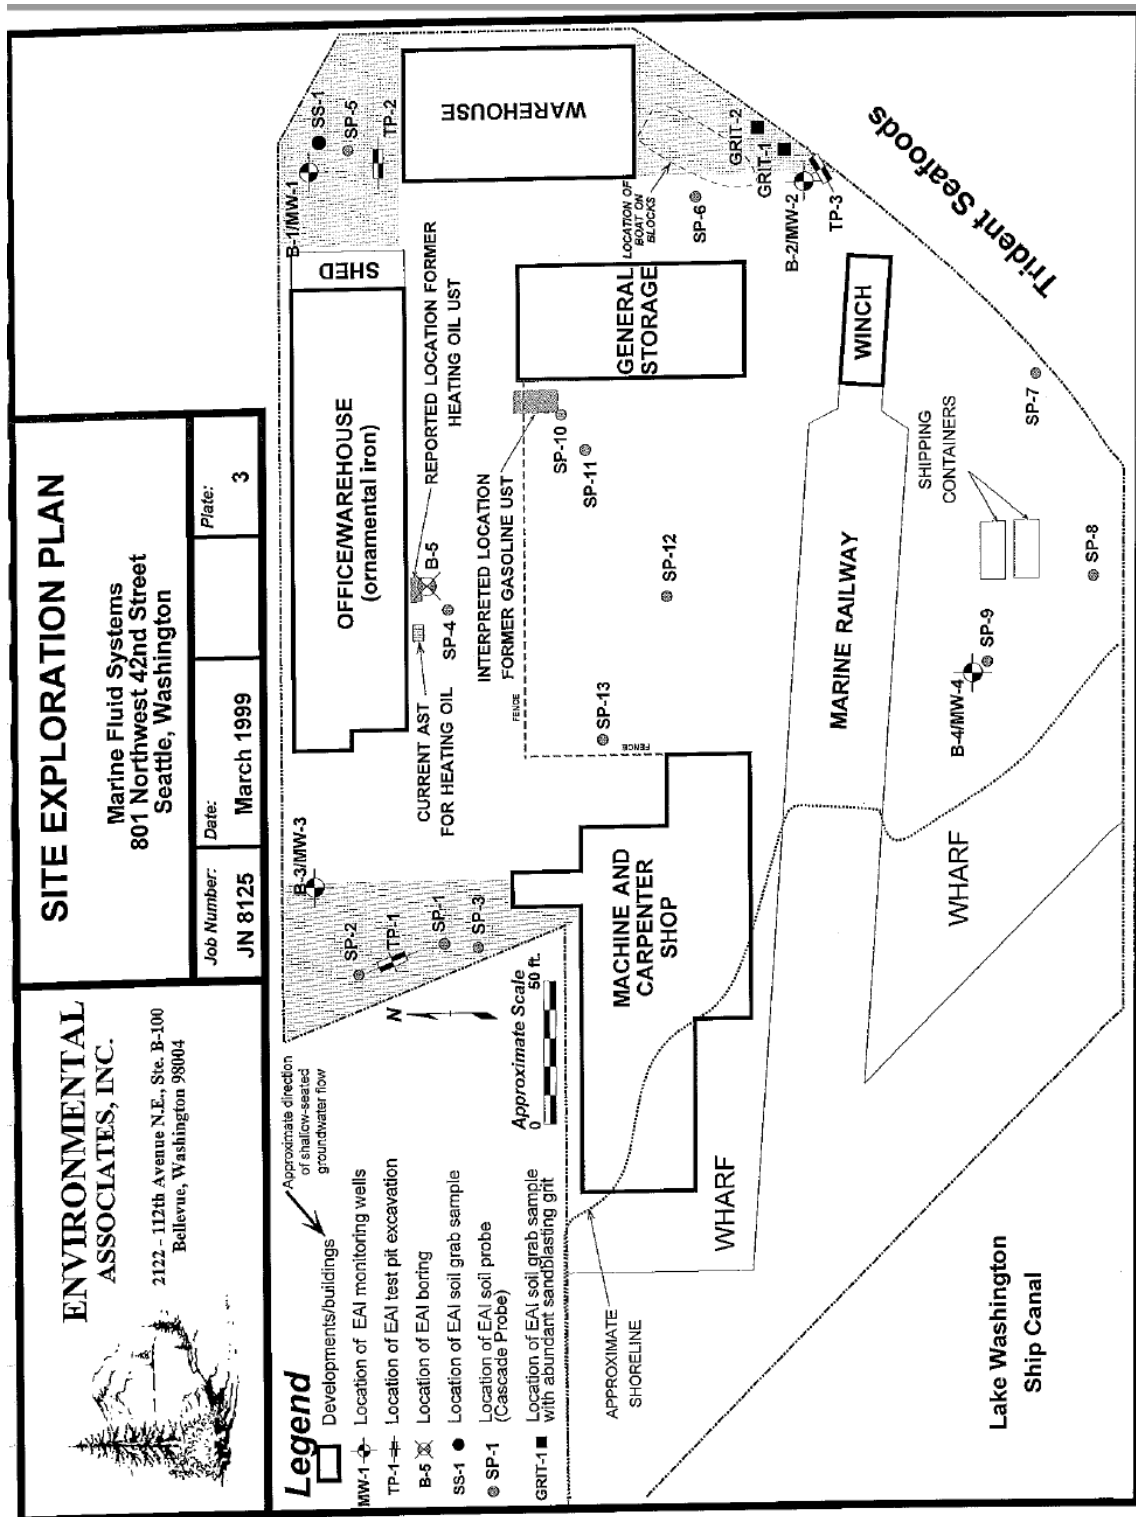 SITE EXPLORATION PLAN
Marine Fluid Systems
801 Northwest 42nd Street
Seattle, Washington
Job Number:
JN 8125
Date:
March 1999
Plate:
3
ENVIRONMENTAL
ASSOCIATES, INC.
2122 - 112th Avenue N.E., Ste. B-100
Bellevue, Washington 98004
Legend
Developments/buildings
Approximate direction
of shallow-seated
groundwater flow
MW-1
Location of EAI monitoring wells
TP-1
Location of EAI test pit excavation
B-5
Location of EAI boring
SS-1
Location of EAI soil grab sample
SP-1
Location of EAI soil probe
(Cascade Probe)
GRIT-1
Location of EAI soil grab sample
with abundant sandblasting grit
N
Approximate Scale
0
50 ft.
B-3/MW-3
SP-2
TP-1
SP-1
SP-3
OFFICE/WAREHOUSE
(ornamental iron)
SHED
B-1/MW-1
SS-1
SP-5
TP-2
WAREHOUSE
CURRENT AST
FOR HEATING OIL
SP-4
B-5
REPORTED LOCATION FORMER
HEATING OIL UST
INTERPRETED LOCATION
FORMER GASOLINE UST
FENCE
FENCE
SP-10
SP-11
SP-12
SP-13
GENERAL
STORAGE
LOCATION OF
BOAT ON
BLOCKS
SP-6
GRIT-2
GRIT-1
B-2/MW-2
TP-3
Trident Seafoods
MACHINE AND
CARPENTER
SHOP
APPROXIMATE
SHORELINE
WHARF
MARINE RAILWAY
WINCH
SHIPPING
CONTAINERS
SP-7
SP-8
SP-9
B-4/MW-4
WHARF
Lake Washington
Ship Canal